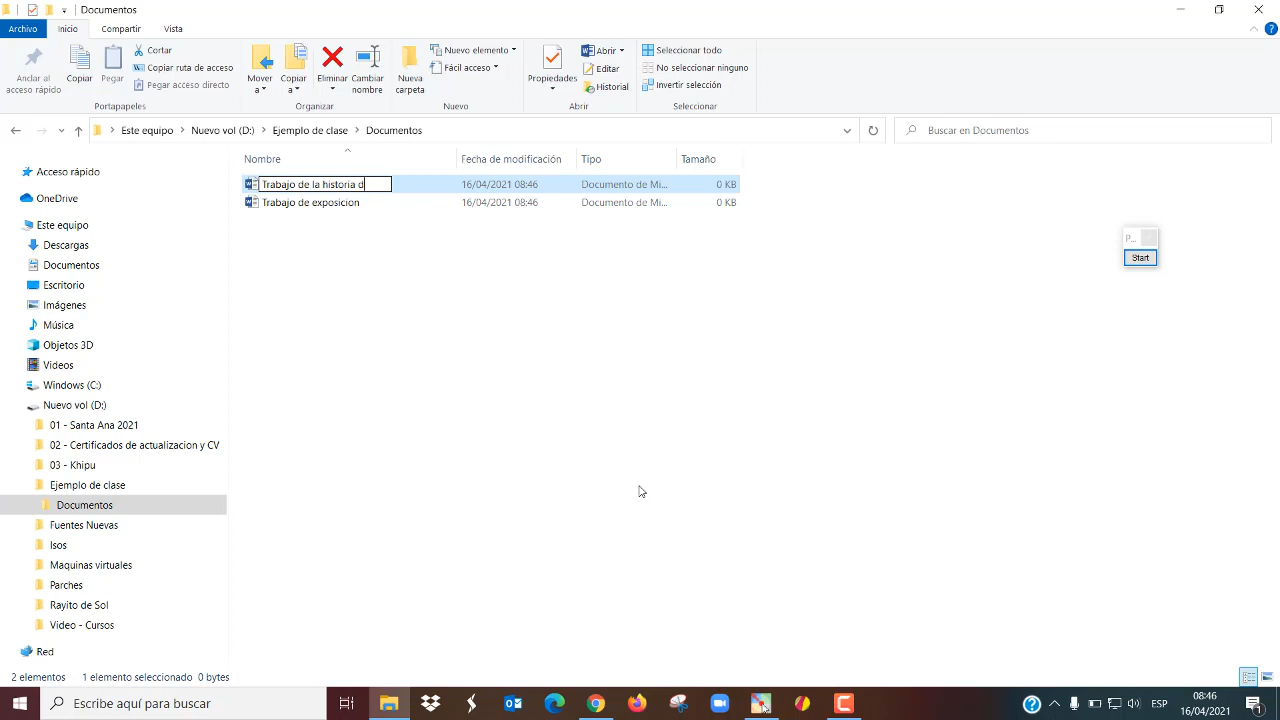 Documentos
Archivo Inicio Compartir Vista
Andar al acceso rápido
Copiar
Pegar
Cortar
Copiar ruta de acceso
Pegar acceso directo
Portapapeles
Mover a
Copiar a
Eliminar
Cambiar nombre
Organizar
Nueva carpeta
Nuevo elemento
Fácil acceso
Nuevo
Propiedades
Abrir
Editar
Historial
Abrir
Seleccionar todo
No seleccionar ninguno
Invertir selección
Seleccionar
Este equipo > Nuevo vol (D:) > Ejemplo de clase > Documentos
Buscar en Documentos
Nombre Fecha de modificación Tipo Tamaño
Trabajo de la historia d 16/04/2021 08:46 Documento de Mi... 0 KB
Trabajo de exposicion 16/04/2021 08:46 Documento de Mi... 0 KB
Acceso rápido
OneDrive
Este equipo
Descargas
Documentos
Escritorio
Imágenes
Música
Objetos 3D
Videos
Windows (C:)
Nuevo vol (D:)
01 - Santa Ana 2021
02 - Certificados de actualizacion y CV
03 - Khipu
Ejemplo de clase
Documentos
Fuentes Nuevas
Isos
Maquinas virtuales
Parches
Rayito de Sol
Video - Cursos
Red
P...
Start
2 elementos 1 elemento seleccionado 0 bytes
Escribe aquí para buscar
ESP
08:46
16/04/2021
1